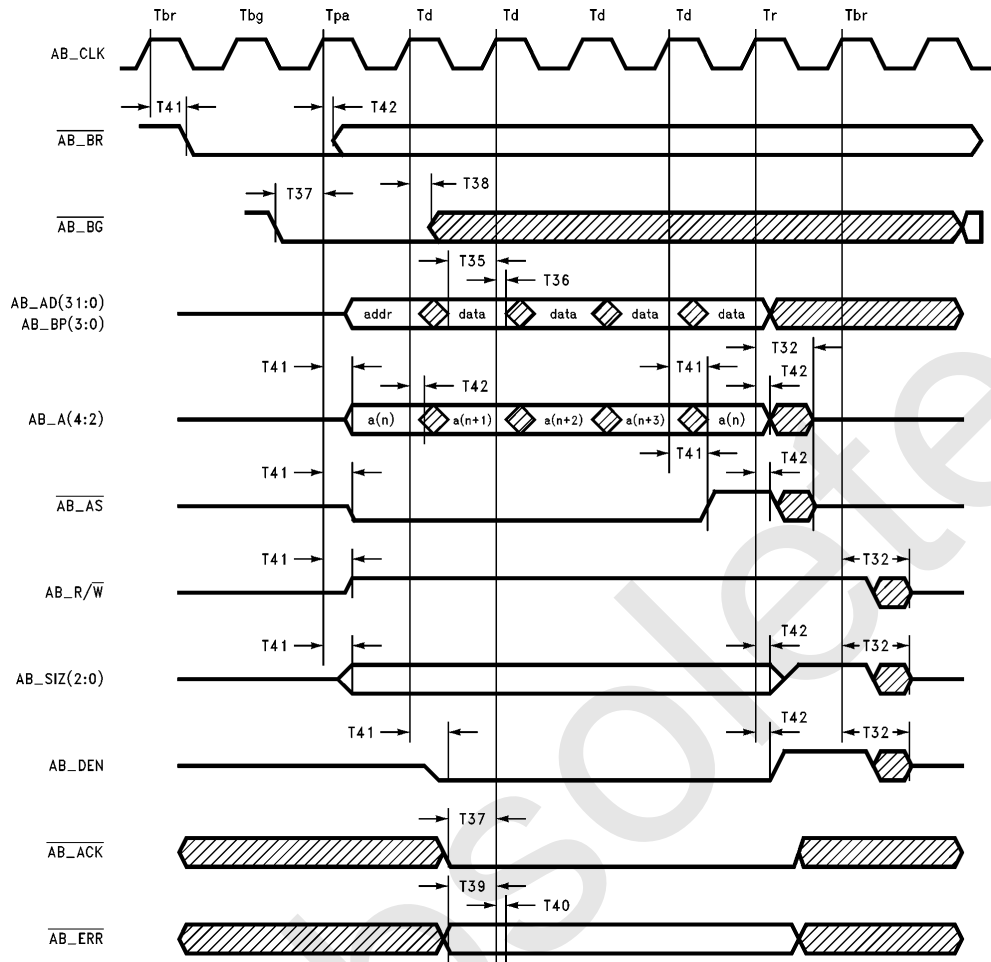 Tbr Tbg Tpa Td Td Td Td Tr Tbr
AB_CLK
T41 T42
AB_BR
T37 T38
AB_BG
T35
T36
AB_AD(31:0)
AB_BP(3:0)
addr data data data data
T32
T41 T41 T42
T42
AB_A(4:2)
a(n) a(n+1) a(n+2) a(n+3) a(n)
T41 T41 T42
AB_AS
T41 T32
AB_R/W
T41 T42 T32
AB_SIZ(2:0)
T41 T42 T32
AB_DEN
T37
AB_ACK
T39
T40
AB_ERR
obsolete